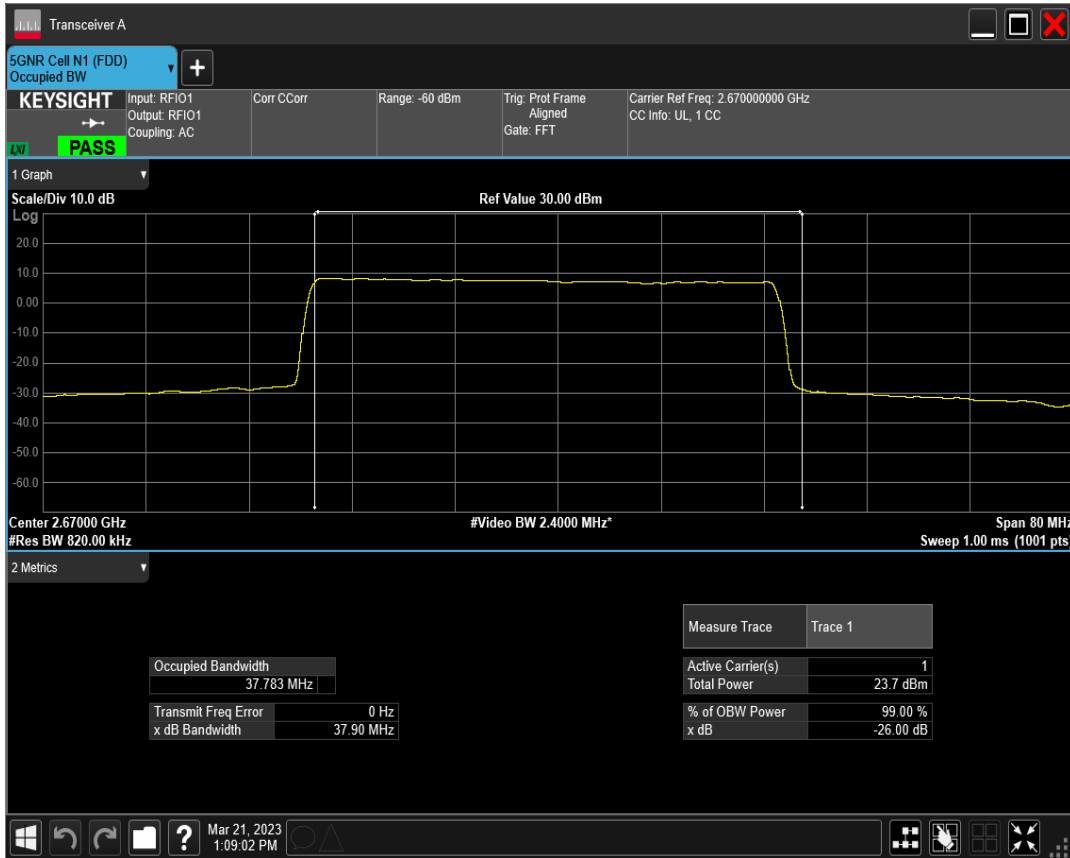 Transceiver A
5GNR Cell N1 (FDD)
Occupied BW
+
KEYSIGHT
LXI
PASS
Input: RFIO1
Output: RFIO1
Coupling: AC
Corr CCorr
Range: -60 dBm
Trig: Prot Frame
Aligned
Gate: FFT
Carrier Ref Freq: 2.670000000 GHz
CC Info: UL, 1 CC
1 Graph
Scale/Div 10.0 dB
Ref Value 30.00 dBm
Log
20.0
10.0
0.00
-10.0
-20.0
-30.0
-40.0
-50.0
-60.0
Center 2.67000 GHz
#Video BW 2.4000 MHz*
Span 80 MHz
#Res BW 820.00 kHz
Sweep 1.00 ms (1001 pts)
2 Metrics
Measure Trace Trace 1
Occupied Bandwidth
37.783 MHz
Active Carrier(s) 1
Total Power 23.7 dBm
Transmit Freq Error 0 Hz
x dB Bandwidth 37.90 MHz
% of OBW Power 99.00 %
x dB -26.00 dB
?
Mar 21, 2023
1:09:02 PM